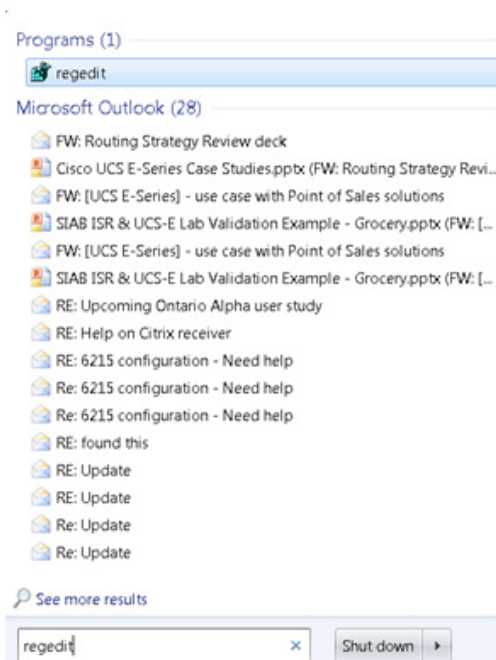 Programs (1)
regedit
Microsoft Outlook (28)
FW: Routing Strategy Review deck
Cisco UCS E-Series Case Studies.pptx (FW: Routing Strategy Revi...
FW: [UCS E-Series] - use case with Point of Sales solutions
SIAB ISR & UCS-E Lab Validation Example - Grocery.pptx (FW: [...
FW: [UCS E-Series] - use case with Point of Sales solutions
SIAB ISR & UCS-E Lab Validation Example - Grocery.pptx (FW: [...
RE: Upcoming Ontario Alpha user study
RE: Help on Citrix receiver
RE: 6215 configuration - Need help
Re: 6215 configuration - Need help
Re: 6215 configuration - Need help
RE: found this
RE: Update
RE: Update
Re: Update
Re: Update
See more results
regedit
Shut down